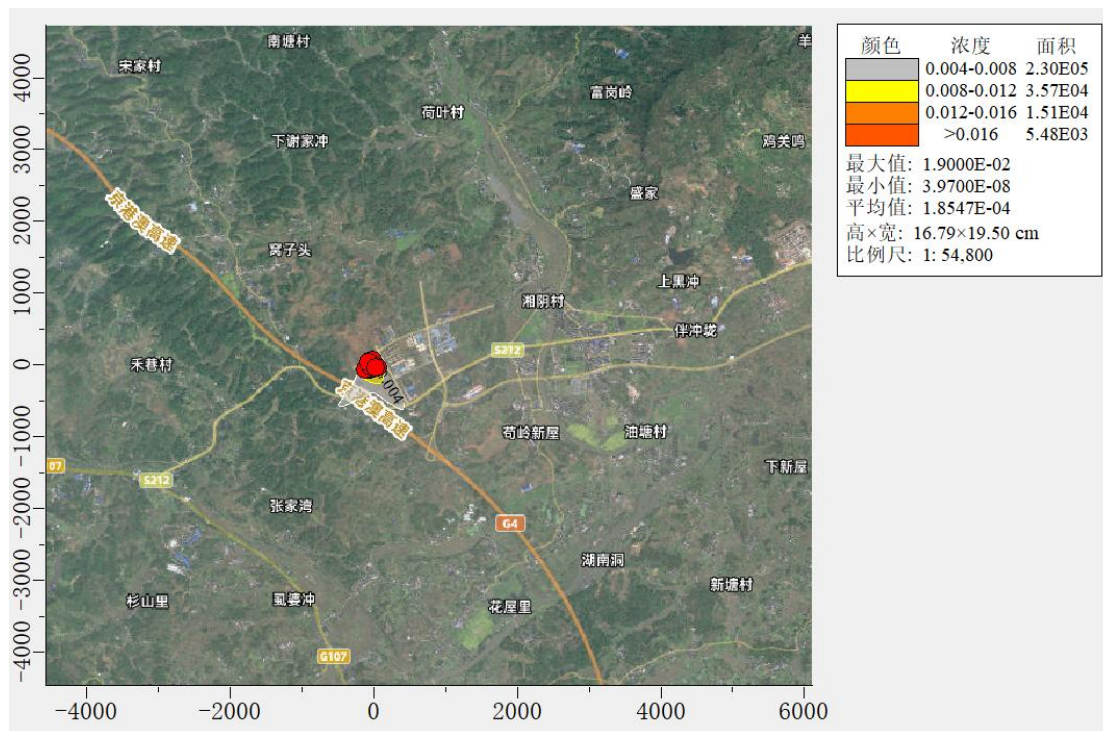 南塘村
羊
宋家村
富岗岭
荷叶村
下谢家冲
鸡关鸣
盛家
京港澳高速
窝子头
上黑冲
湘阴村
伴冲垅
S212
禾巷村
0.004
京港澳高速
苟岭新屋
油塘村
07
S212
下新屋
张家湾
G4
湖南洞
新塘村
杉山里
虱婆冲
花屋里
G107
4000
3000
2000
1000
0
-1000
-2000
-3000
-4000
-4000 -2000 0 2000 4000 6000
颜色 浓度 面积
0.004-0.008 2.30E05
0.008-0.012 3.57E04
0.012-0.016 1.51E04
>0.016 5.48E03
最大值: 1.9000E-02
最小值: 3.9700E-08
平均值: 1.8547E-04
高×宽: 16.79×19.50 cm
比例尺: 1: 54,800